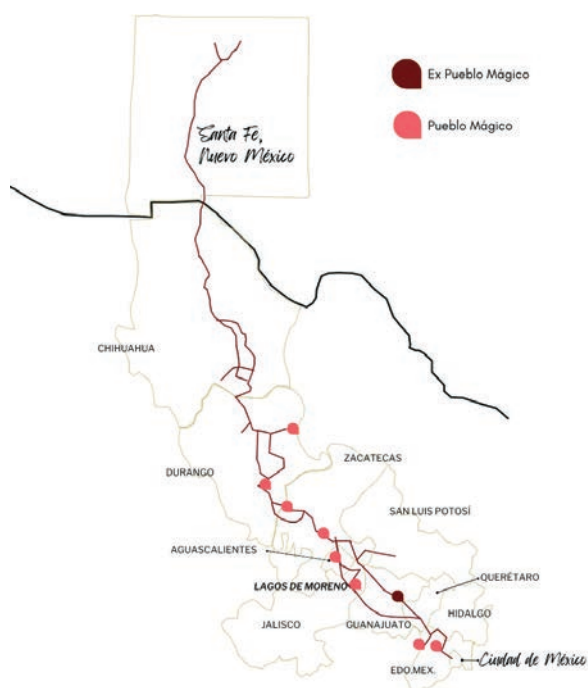 Ex Pueblo Mágico
Pueblo Mágico
Santa Fe,
Nuevo México
CHIHUAHUA
ZACATECAS
DURANGO
SAN LUIS POTOSÍ
AGUASCALIENTES
QUERÉTARO
LAGOS DE MORENO
HIDALGO
JALISCO
GUANAJUATO
Ciudad de México
EDO.MEX.